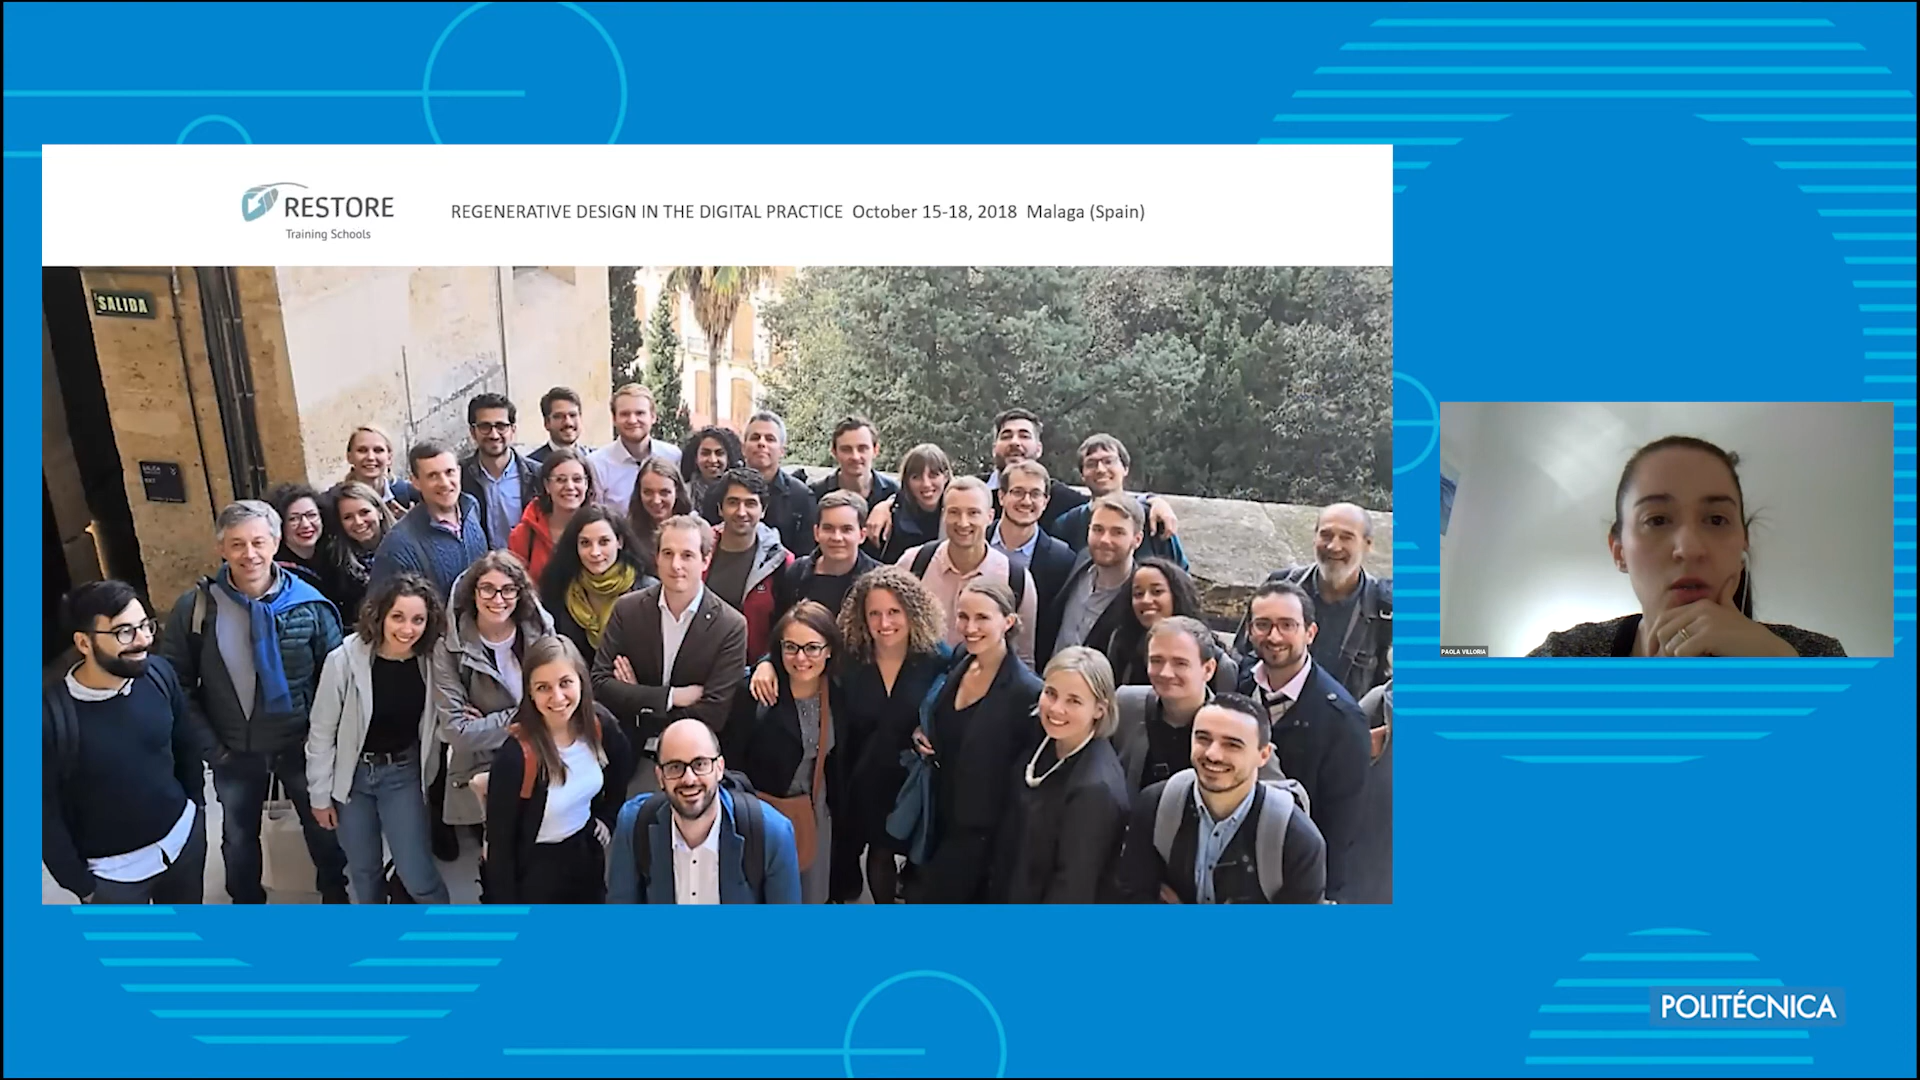 RESTORE
Training Schools
REGENERATIVE DESIGN IN THE DIGITAL PRACTICE October 15-18, 2018 Malaga (Spain)
SALIDA
PAOLA VILLORIA
POLITÉCNICA